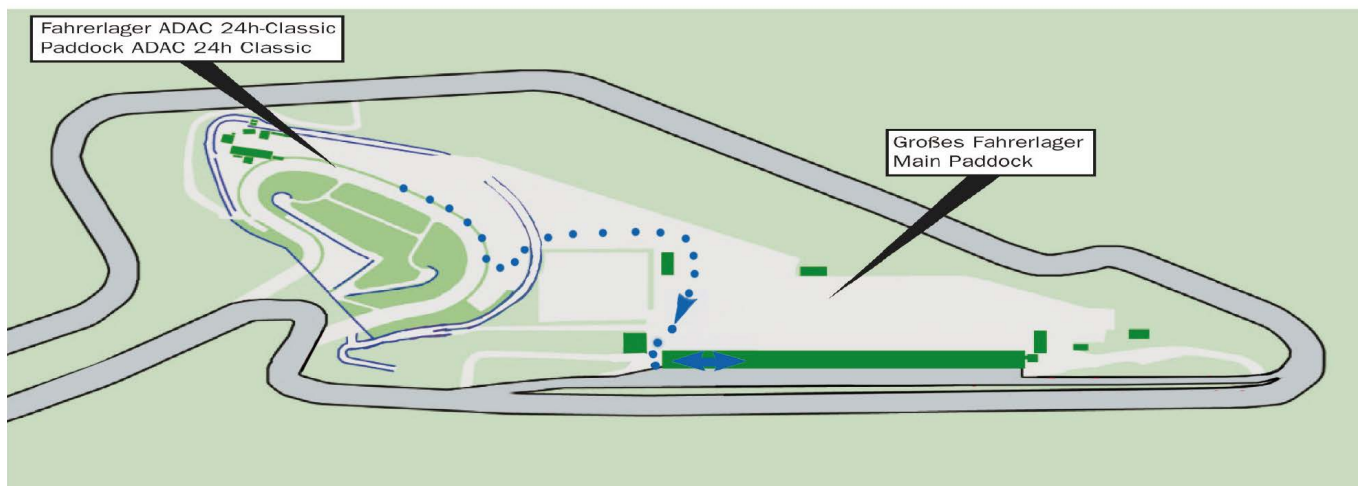 Fahrerlager ADAC 24h-Classic
Paddock ADAC 24h Classic
Großes Fahrerlager
Main Paddock